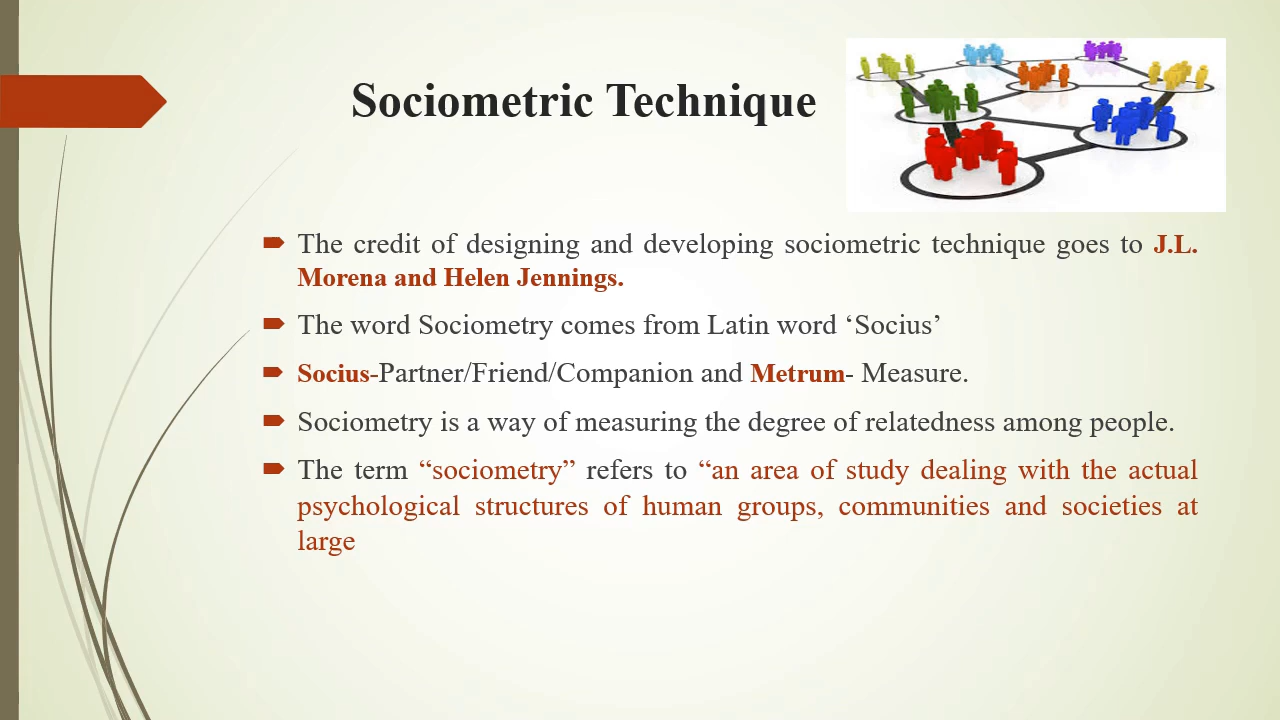 Sociometric Technique
The credit of designing and developing sociometric technique goes to J.L.
Morena and Helen Jennings.
The word Sociometry comes from Latin word ‘Socius’
Socius-Partner/Friend/Companion and Metrum- Measure.
Sociometry is a way of measuring the degree of relatedness among people.
The term “sociometry” refers to “an area of study dealing with the actual
psychological structures of human groups, communities and societies at
large